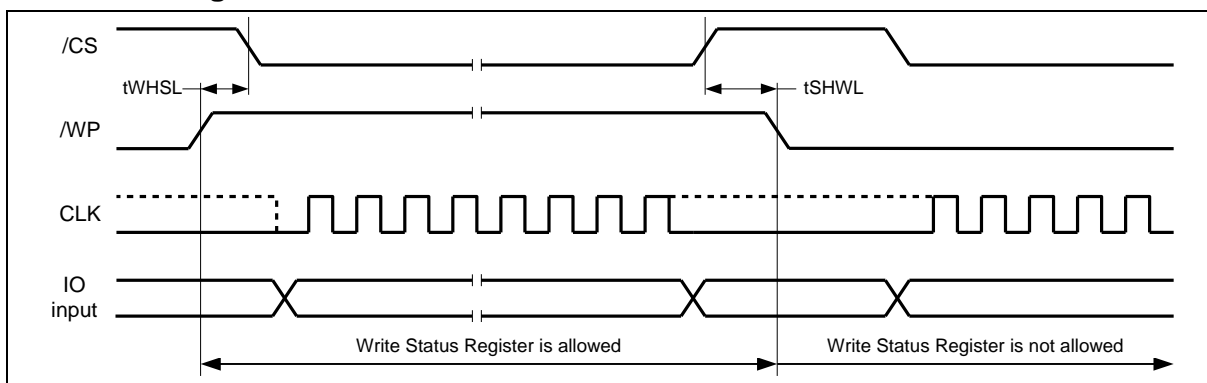 /CS
tWHSL
tSHWL
/WP
CLK
IO
input
Write Status Register is allowed
Write Status Register is not allowed